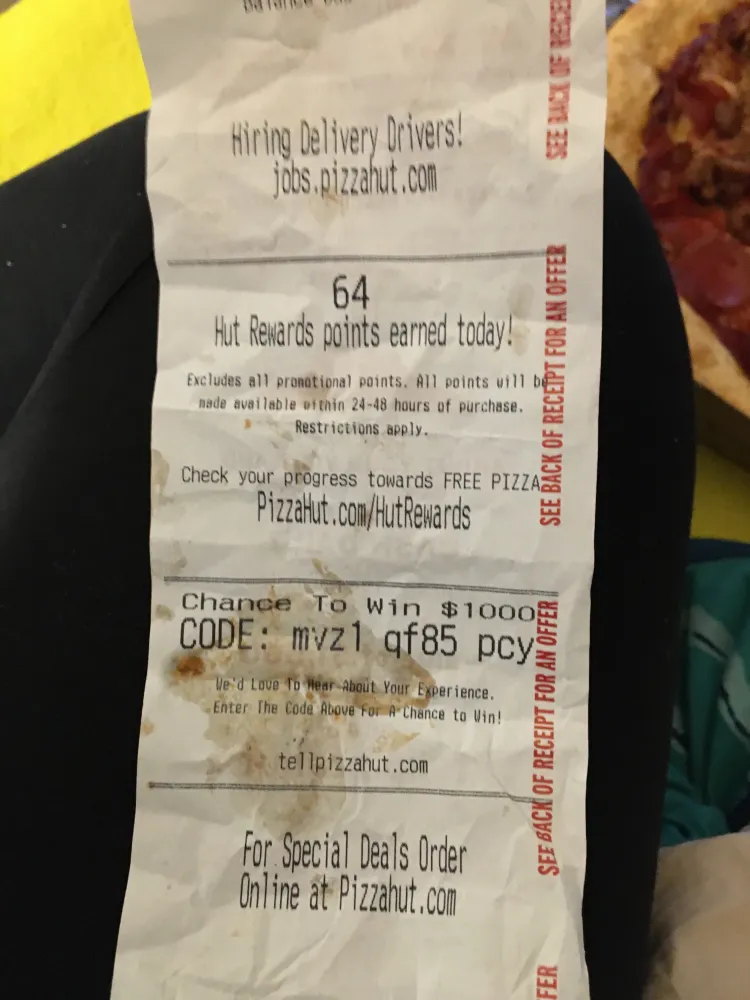 Hiring Delivery Drivers!
jobs.pizzahut.com
64
Hut Rewards points earned today!
Excludes all promotional points. All points will be
made available within 24-48 hours of purchase.
Restrictions apply.
Check your progress towards FREE PIZZA
PizzaHut.com/HutRewards
Chance To Win $1000
CODE: mvz1 qf85 pcy
We'd Love To Hear About Your Experience.
Enter The Code Above For A Chance to Win!
tellpizzahut.com
For Special Deals Order
Online at Pizzahut.com
SEE BACK OF
SEE BACK OF RECEIPT FOR AN OFFER
SEE BACK OF RECEIPT FOR AN OFFER